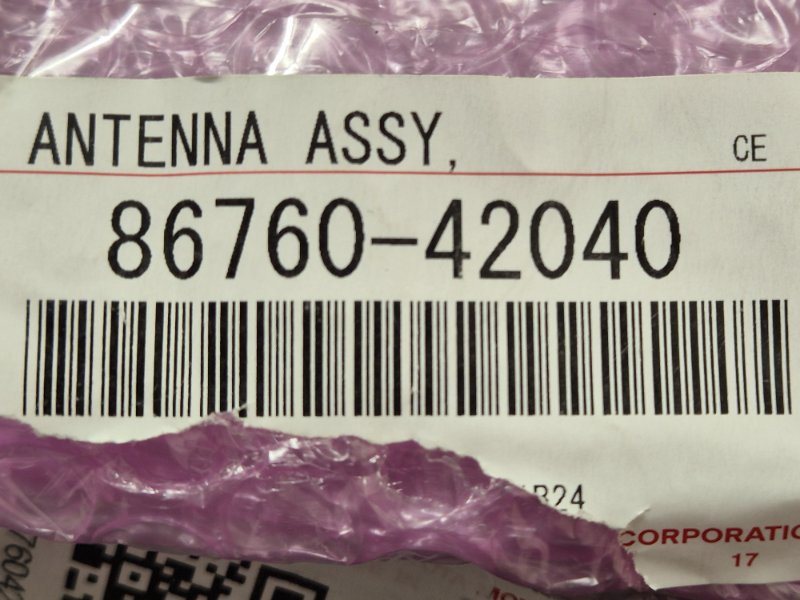 ANTENNA ASSY, CE
86760-42040
B24
CORPORATIO
17